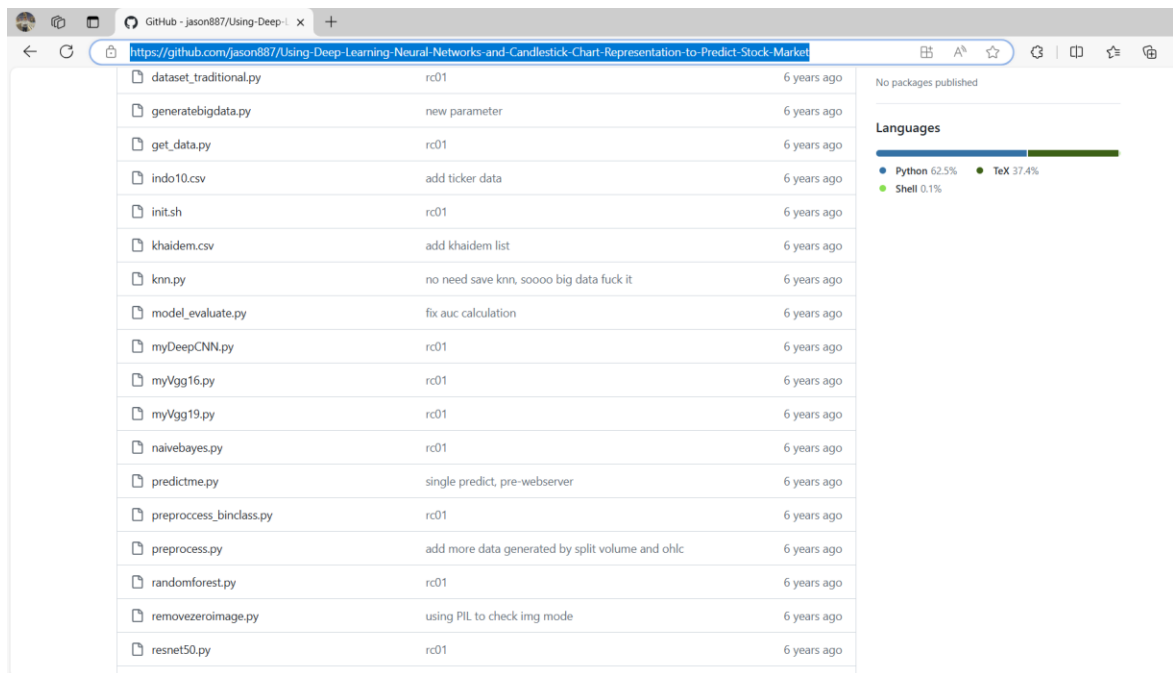 GitHub - jason887/Using-Deep-L
https://github.com/jason887/Using-Deep-Learning-Neural-Networks-and-Candlestick-Chart-Representation-to-Predict-Stock-Market
dataset_traditional.py rc01 6 years ago
No packages published
generatebigdata.py new parameter 6 years ago
Languages
get_data.py rc01 6 years ago
Python 62.5% TeX 37.4%
indo10.csv add ticker data 6 years ago
Shell 0.1%
init.sh rc01 6 years ago
khaidem.csv add khaidem list 6 years ago
knn.py no need save knn, soooo big data fuck it 6 years ago
model_evaluate.py fix auc calculation 6 years ago
myDeepCNN.py rc01 6 years ago
myVgg16.py rc01 6 years ago
myVgg19.py rc01 6 years ago
naivebayes.py rc01 6 years ago
predictme.py single predict, pre-webserver 6 years ago
preproccess_binclass.py rc01 6 years ago
preprocess.py add more data generated by split volume and ohlc 6 years ago
randomforest.py rc01 6 years ago
removezeroimage.py using PIL to check img mode 6 years ago
resnet50.py rc01 6 years ago